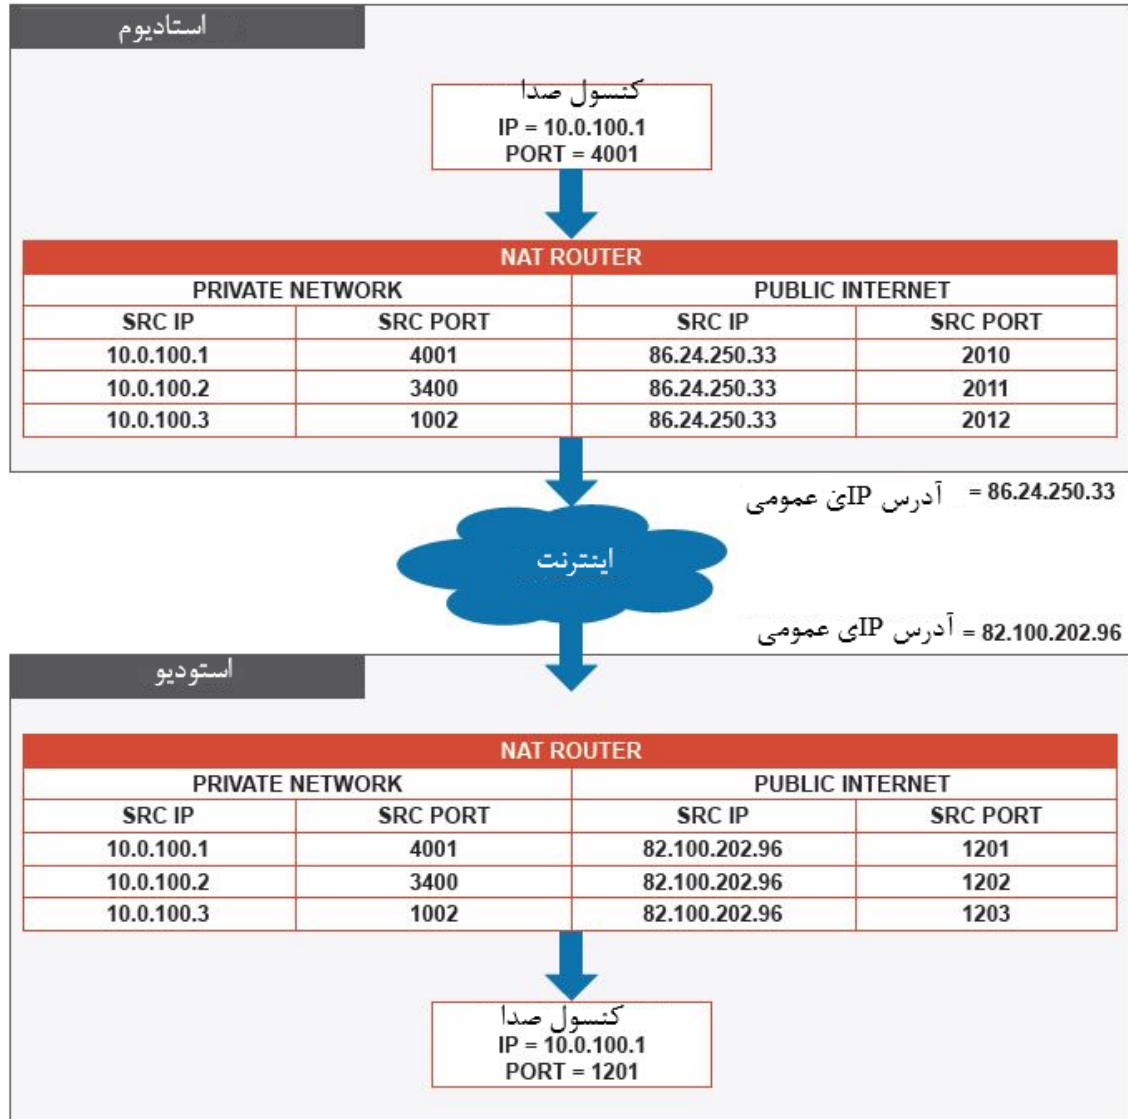 استادیوم
کنسول صدا
IP = 10.0.100.1
PORT = 4001
NAT ROUTER
PRIVATE NETWORK PUBLIC INTERNET
SRC IP SRC PORT SRC IP SRC PORT
10.0.100.1 4001 86.24.250.33 2010
10.0.100.2 3400 86.24.250.33 2011
10.0.100.3 1002 86.24.250.33 2012
آدرس IPئ عمومی = 86.24.250.33
اینترنت
آدرس IPی عمومی = 82.100.202.96
استودیو
NAT ROUTER
PRIVATE NETWORK PUBLIC INTERNET
SRC IP SRC PORT SRC IP SRC PORT
10.0.100.1 4001 82.100.202.96 1201
10.0.100.2 3400 82.100.202.96 1202
10.0.100.3 1002 82.100.202.96 1203
کنسول صدا
IP = 10.0.100.1
PORT = 1201